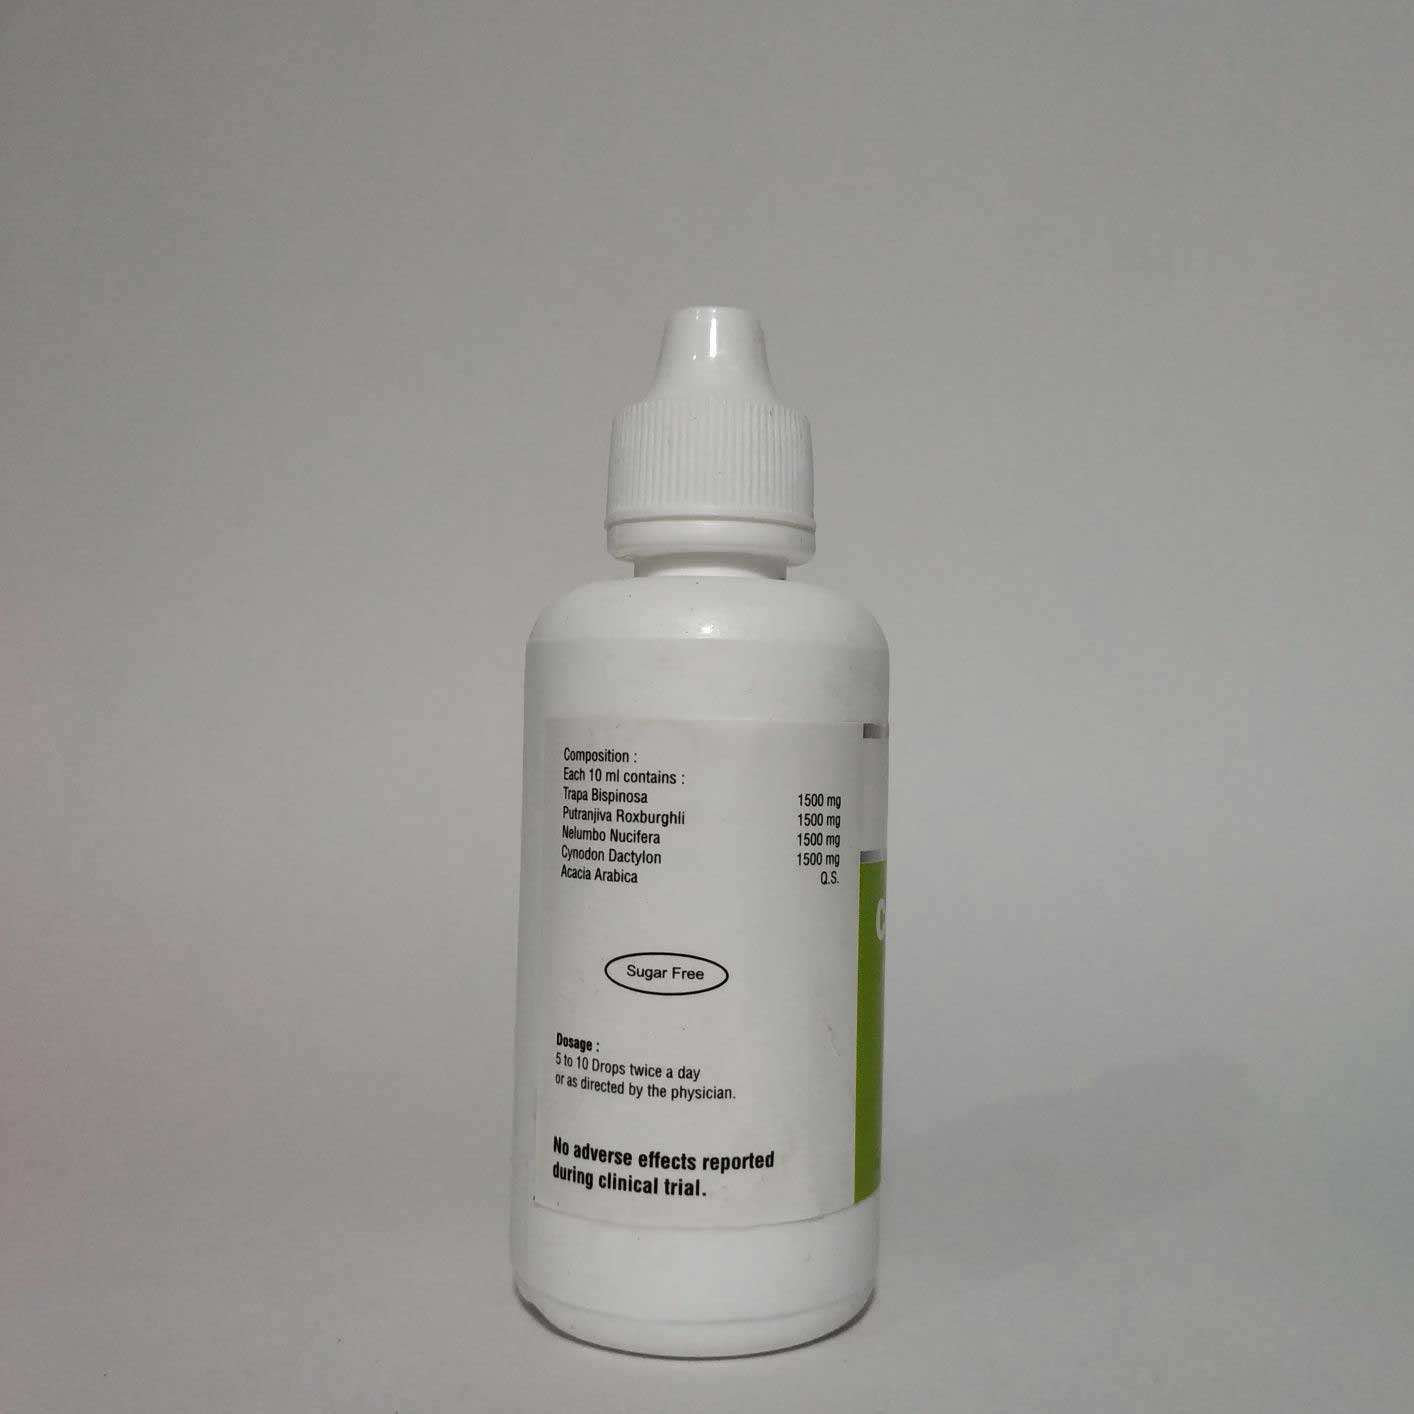 Composition :
Each 10 ml contains :
Trapa Bispinosa 1500 mg
Putranjiva Roxburghli 1500 mg
Nelumbo Nucifera 1500 mg
Cynodon Dactylon 1500 mg
Acacia Arabica Q.S.
Sugar Free
Dosage :
5 to 10 Drops twice a day
or as directed by the physician.
No adverse effects reported
during clinical trial.